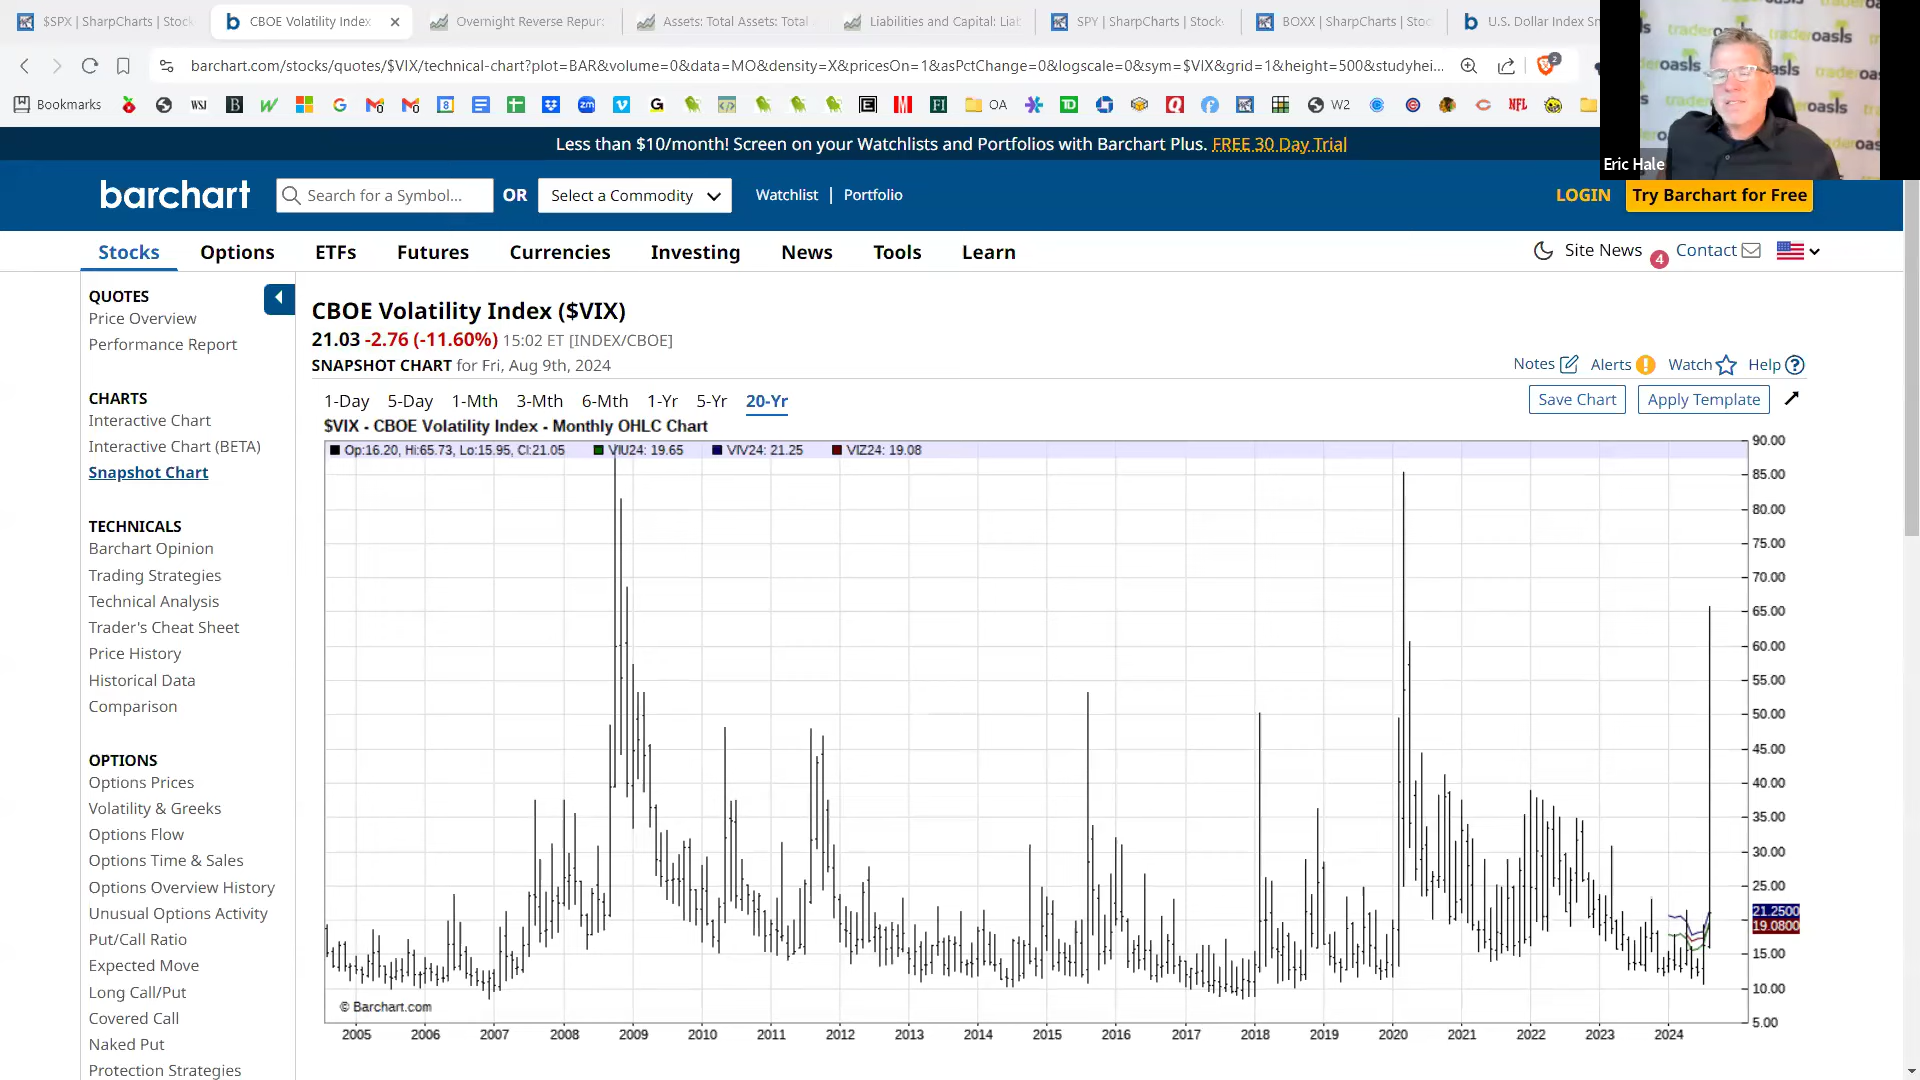 $SPX | SharpCharts | Stock
CBOE Volatility Index
Overnight Reverse Repur
Assets: Total Assets: Total
Liabilities and Capital: Liab
SPY | SharpCharts | Stock
BOXX | SharpCharts | Stoc
U.S. Dollar Index Sn
barchart.com/stocks/quotes/$VIX/technical-chart?plot=BAR&volume=0&data=MO&density=X&pricesOn=1&asPctChange=0&logscale=0&sym=$VIX&grid=1&height=500&studyhei...
2
Bookmarks
WSJ
OA
W2
NFL
traderoasis
Eric Hale
Less than $10/month! Screen on your Watchlists and Portfolios with Barchart Plus. FREE 30 Day Trial
barchart
Search for a Symbol...
OR
Select a Commodity
Watchlist | Portfolio
LOGIN
Try Barchart for Free
Stocks
Options
ETFs
Futures
Currencies
Investing
News
Tools
Learn
Site News
4
Contact
QUOTES
Price Overview
Performance Report
CHARTS
Interactive Chart
Interactive Chart (BETA)
Snapshot Chart
TECHNICALS
Barchart Opinion
Trading Strategies
Technical Analysis
Trader's Cheat Sheet
Price History
Historical Data
Comparison
OPTIONS
Options Prices
Volatility & Greeks
Options Flow
Options Time & Sales
Options Overview History
Unusual Options Activity
Put/Call Ratio
Expected Move
Long Call/Put
Covered Call
Naked Put
Protection Strategies
CBOE Volatility Index ($VIX)
21.03 -2.76 (-11.60%) 15:02 ET [INDEX/CBOE]
SNAPSHOT CHART for Fri, Aug 9th, 2024
Notes
Alerts
Watch
Help
1-Day
5-Day
1-Mth
3-Mth
6-Mth
1-Yr
5-Yr
20-Yr
Save Chart
Apply Template
$VIX - CBOE Volatility Index - Monthly OHLC Chart
Op:16.20, Hi:65.73, Lo:15.95, Cl:21.05
VIU24: 19.65
VIV24: 21.25
VIZ24: 19.08
90.00
85.00
80.00
75.00
70.00
65.00
60.00
55.00
50.00
45.00
40.00
35.00
30.00
25.00
21.2500
19.0800
15.00
10.00
5.00
© Barchart.com
2005
2006
2007
2008
2009
2010
2011
2012
2013
2014
2015
2016
2017
2018
2019
2020
2021
2022
2023
2024